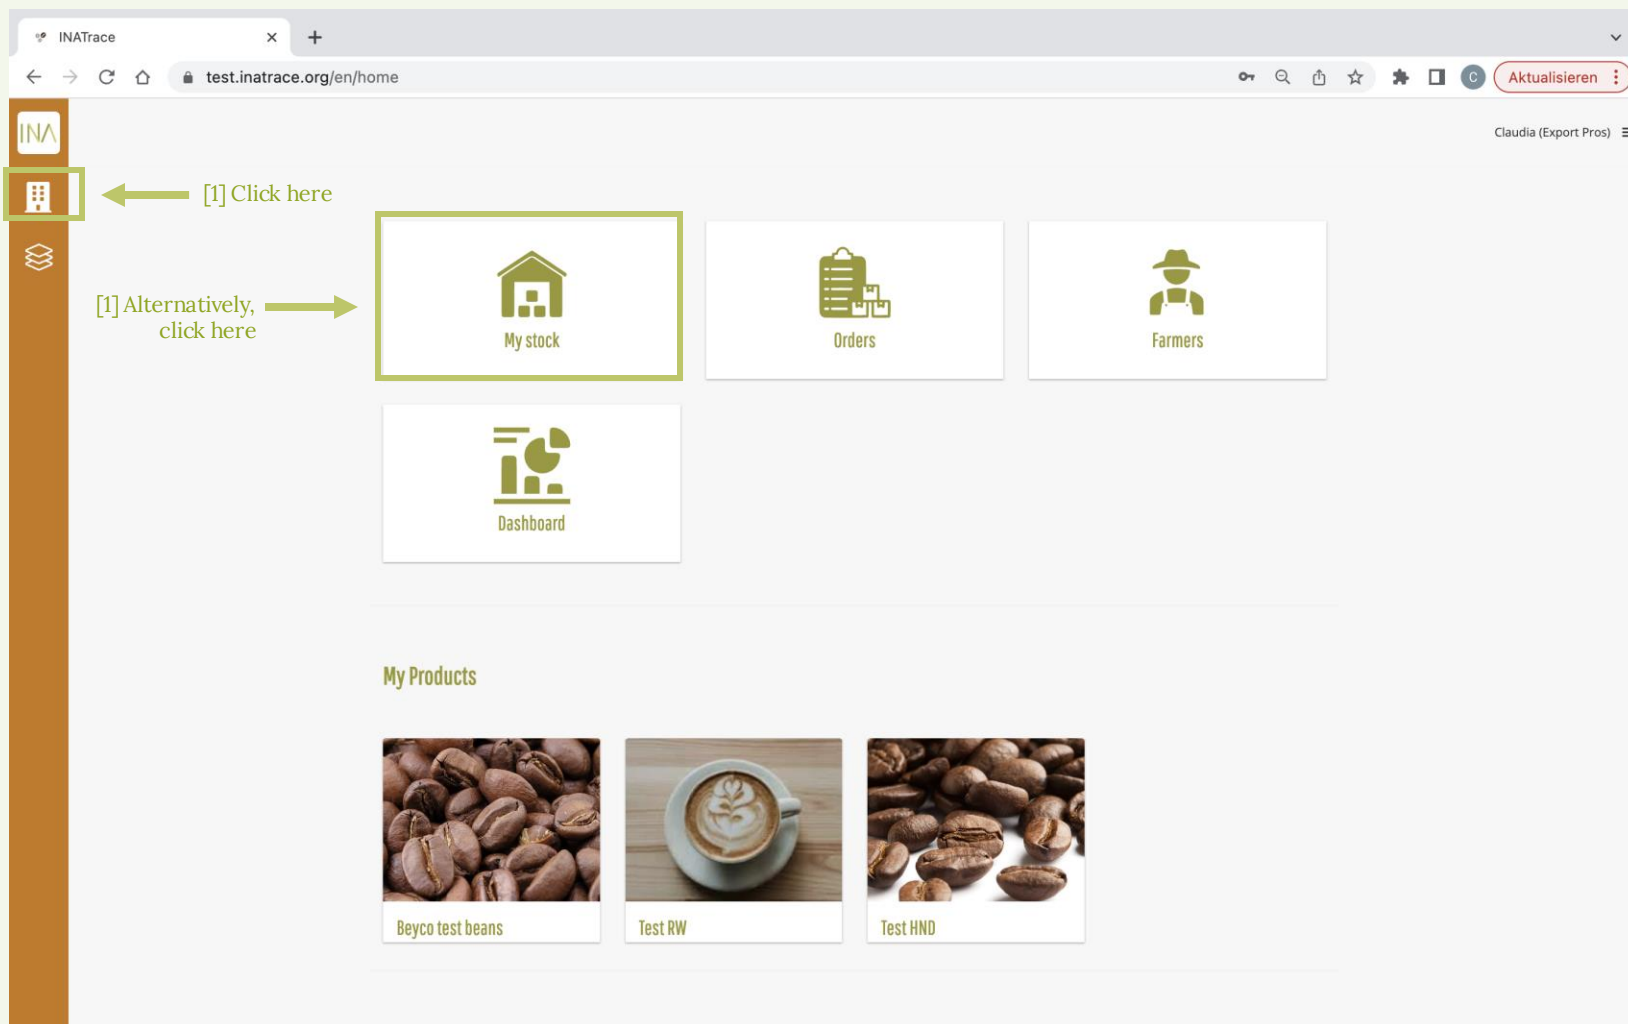 INATrace
test.inatrace.org/en/home
C
Aktualisieren
INA
Claudia (Export Pros)
[1] Click here
[1] Alternatively,
click here
My stock
Orders
Farmers
Dashboard
My Products
Beyco test beans
Test RW
Test HND